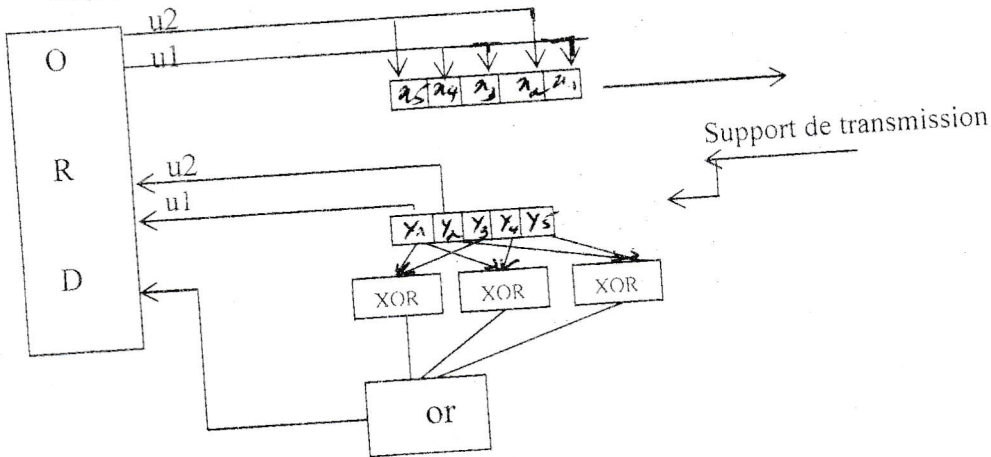 u2
O
u1
x5 x4 x3 x2 x1
Support de transmission
R
u2
u1
y1 y2 y3 y4 y5
D
XOR XOR XOR
or